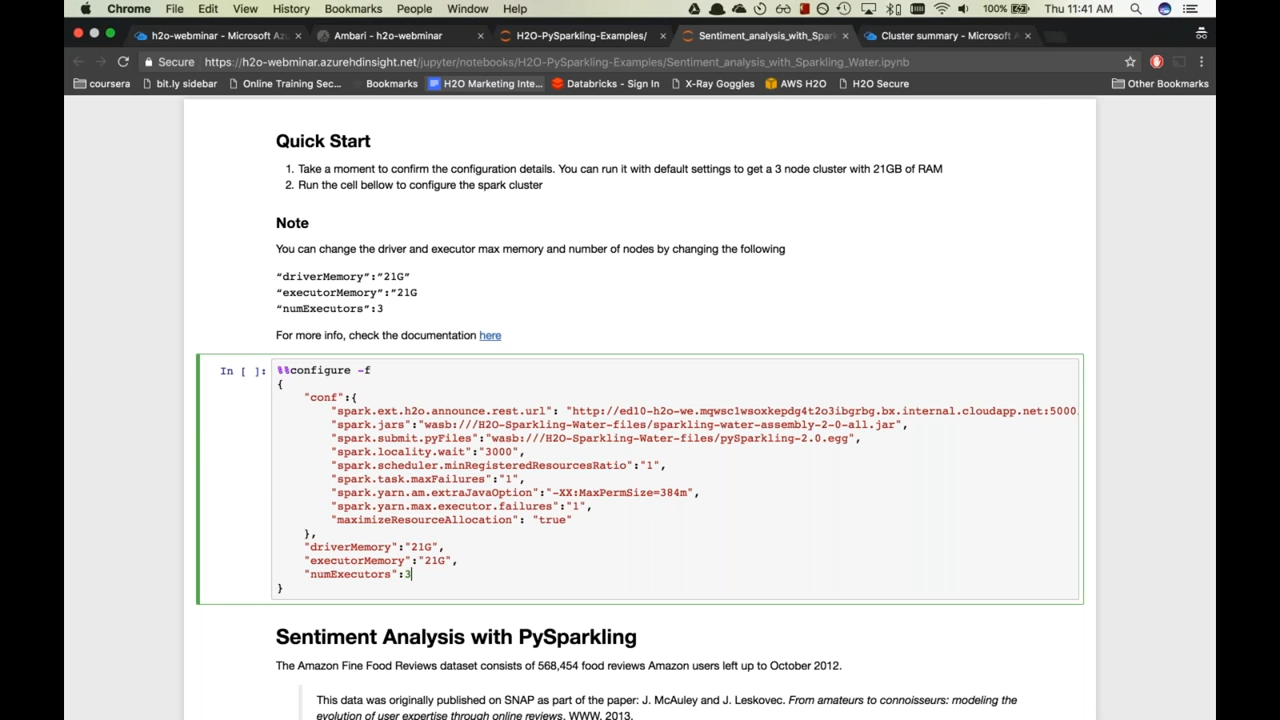 Chrome File Edit View History Bookmarks People Window Help 100% Thu 11:41 AM
h2o-webminar - Microsoft Az Ambari - h2o-webminar H2O-PySparkling-Examples/ Sentiment_analysis_with_Spar Cluster summary - Microsoft A
Secure https://h2o-webminar.azurehdinsight.net/jupyter/notebooks/H2O-PySparkling-Examples/Sentiment_analysis_with_Sparkling_Water.ipynb
coursera bit.ly sidebar Online Training Sec... Bookmarks H2O Marketing Inte... Databricks - Sign In X-Ray Goggles AWS H2O H2O Secure Other Bookmarks
Quick Start
1. Take a moment to confirm the configuration details. You can run it with default settings to get a 3 node cluster with 21GB of RAM
2. Run the cell bellow to configure the spark cluster
Note
You can change the driver and executor max memory and number of nodes by changing the following
“driverMemory”:”21G”
“executorMemory”:”21G
“numExecutors”:3
For more info, check the documentation here
In [ ]: %%configure -f
{
"conf":{
"spark.ext.h2o.announce.rest.url": "http://ed10-h2o-we.mqwsc1wsoxkepdg4t2o3ibgrbg.bx.internal.cloudapp.net:5000
"spark.jars":"wasb:///H2O-Sparkling-Water-files/sparkling-water-assembly-2-0-all.jar",
"spark.submit.pyFiles":"wasb:///H2O-Sparkling-Water-files/pySparkling-2.0.egg",
"spark.locality.wait":"3000",
"spark.scheduler.minRegisteredResourcesRatio":"1",
"spark.task.maxFailures":"1",
"spark.yarn.am.extraJavaOption":"-XX:MaxPermSize=384m",
"spark.yarn.max.executor.failures":"1",
"maximizeResourceAllocation": "true"
},
"driverMemory":"21G",
"executorMemory":"21G",
"numExecutors":3
}
Sentiment Analysis with PySparkling
The Amazon Fine Food Reviews dataset consists of 568,454 food reviews Amazon users left up to October 2012.
This data was originally published on SNAP as part of the paper: J. McAuley and J. Leskovec. From amateurs to connoisseurs: modeling the
evolution of user expertise through online reviews. WWW, 2013.